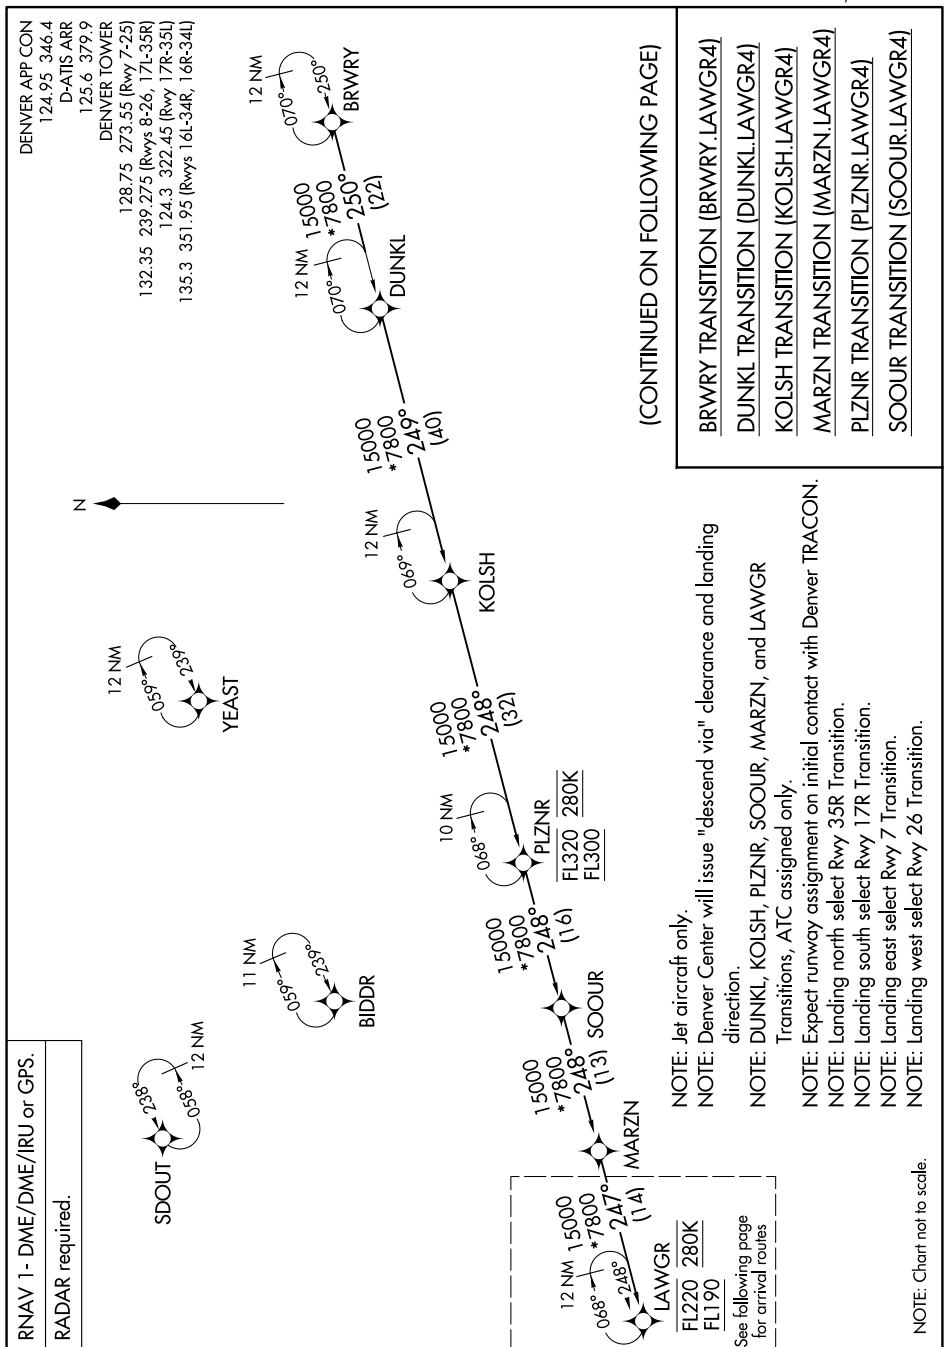 RNAV 1 - DME/DME/IRU or GPS.
RADAR required.
DENVER APP CON
124.95 346.4
D-ATIS ARR
125.6 379.9
DENVER TOWER
128.75 273.55 (Rwy 7-25)
132.35 239.275 (Rwys 8-26, 17L-35R)
124.3 322.45 (Rwy 17R-35L)
135.3 351.95 (Rwys 16L-34R, 16R-34L)
N
SDOUT
238°
058°
12 NM
BIDDR
11 NM
059°
239°
YEAST
12 NM
059°
239°
BRWRY
12 NM
070°
250°
15000
*7800
250°
(22)
DUNKL
12 NM
070°
15000
*7800
249°
(40)
KOLSH
12 NM
069°
15000
*7800
248°
(32)
PLZNR
10 NM
068°
FL320 280K
FL300
15000
*7800
248°
(16)
SOOUR
15000
*7800
248°
(13)
MARZN
15000
*7800
247°
(14)
12 NM
068°
248°
LAWGR
FL220 280K
FL190
See following page
for arrival routes
(CONTINUED ON FOLLOWING PAGE)
NOTE: Jet aircraft only.
NOTE: Denver Center will issue "descend via" clearance and landing
direction.
NOTE: DUNKL, KOLSH, PLZNR, SOOUR, MARZN, and LAWGR
Transitions, ATC assigned only.
NOTE: Expect runway assignment on initial contact with Denver TRACON.
NOTE: Landing north select Rwy 35R Transition.
NOTE: Landing south select Rwy 17R Transition.
NOTE: Landing east select Rwy 7 Transition.
NOTE: Landing west select Rwy 26 Transition.
BRWRY TRANSITION (BRWRY.LAWGR4)
DUNKL TRANSITION (DUNKL.LAWGR4)
KOLSH TRANSITION (KOLSH.LAWGR4)
MARZN TRANSITION (MARZN.LAWGR4)
PLZNR TRANSITION (PLZNR.LAWGR4)
SOOUR TRANSITION (SOOUR.LAWGR4)
NOTE: Chart not to scale.